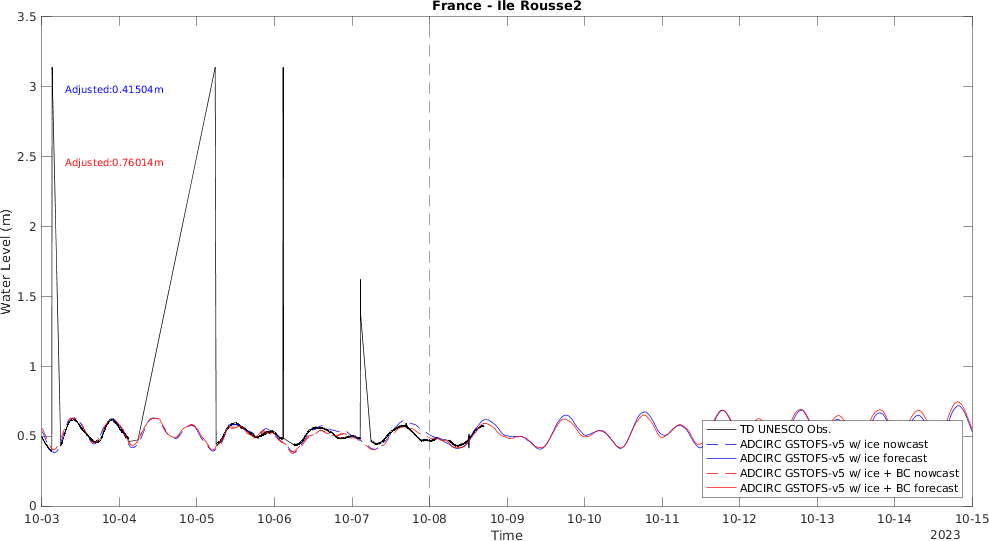 France - Ile Rousse2
3.5
3
2.5
2
1.5
1
0.5
0
Water Level (m)
Adjusted:0.41504m
Adjusted:0.76014m
TD UNESCO Obs.
ADCIRC GSTOFS-v5 w/ ice nowcast
ADCIRC GSTOFS-v5 w/ ice forecast
ADCIRC GSTOFS-v5 w/ ice + BC nowcast
ADCIRC GSTOFS-v5 w/ ice + BC forecast
10-03 10-04 10-05 10-06 10-07 10-08 10-09 10-10 10-11 10-12 10-13 10-14 10-15
Time
2023